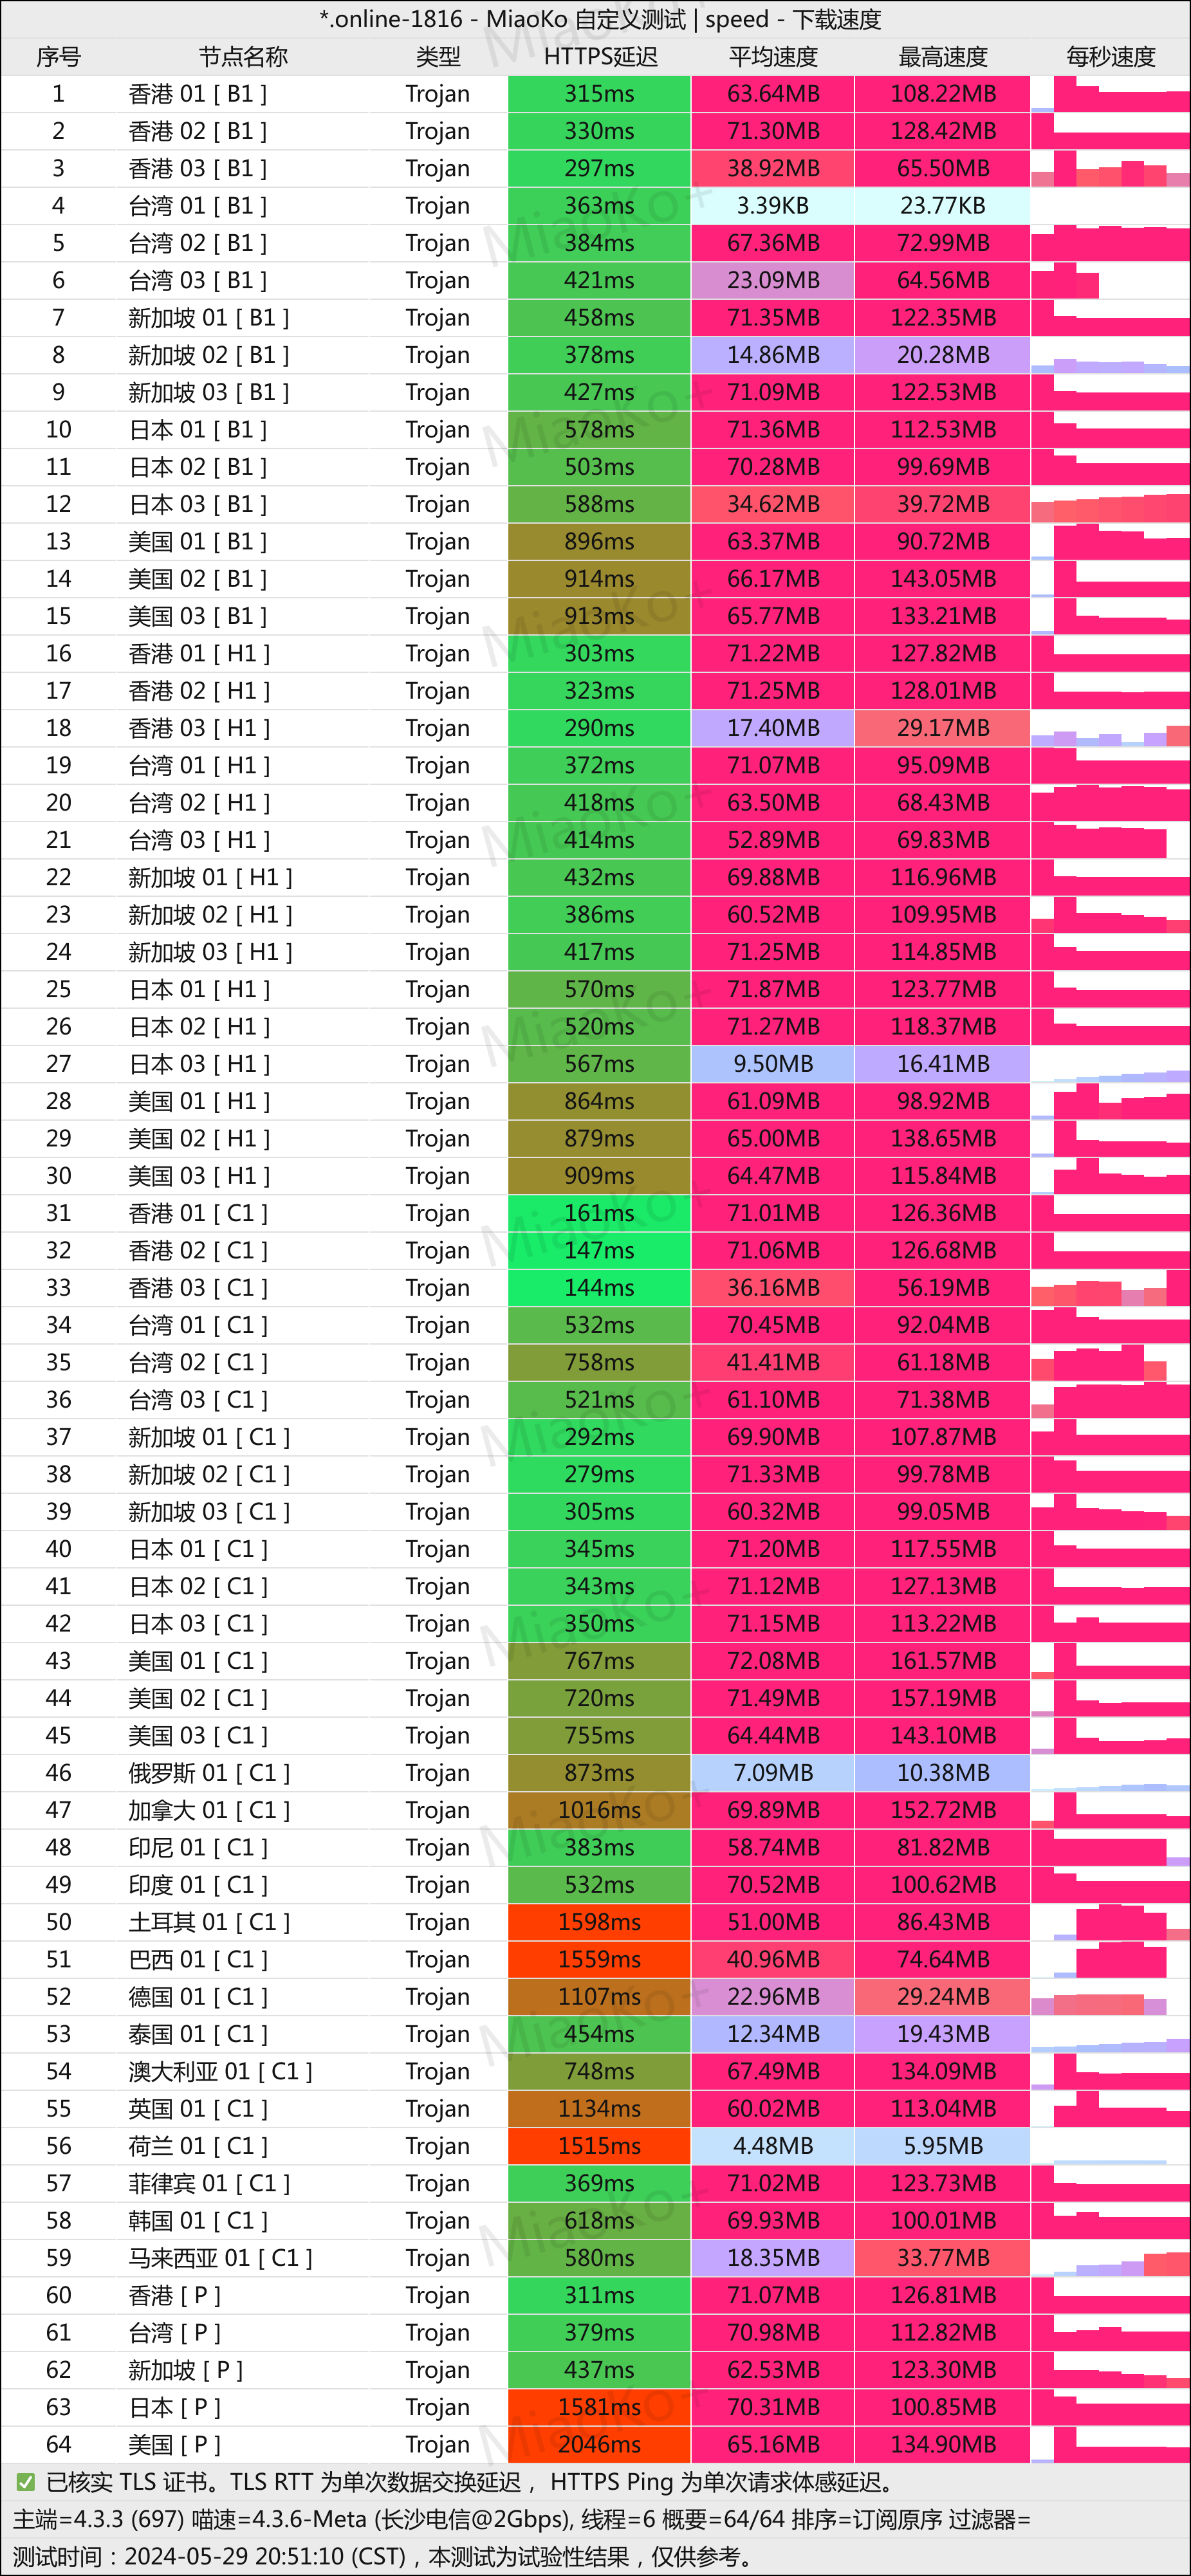 *.online-1816 - MiaoKo 自定义测试 | speed - 下载速度
序号 节点名称 类型 HTTPS延迟 平均速度 最高速度 每秒速度
1 香港 01 [ B1 ] Trojan 315ms 63.64MB 108.22MB
2 香港 02 [ B1 ] Trojan 330ms 71.30MB 128.42MB
3 香港 03 [ B1 ] Trojan 297ms 38.92MB 65.50MB
4 台湾 01 [ B1 ] Trojan 363ms 3.39KB 23.77KB
5 台湾 02 [ B1 ] Trojan 384ms 67.36MB 72.99MB
6 台湾 03 [ B1 ] Trojan 421ms 23.09MB 64.56MB
7 新加坡 01 [ B1 ] Trojan 458ms 71.35MB 122.35MB
8 新加坡 02 [ B1 ] Trojan 378ms 14.86MB 20.28MB
9 新加坡 03 [ B1 ] Trojan 427ms 71.09MB 122.53MB
10 日本 01 [ B1 ] Trojan 578ms 71.36MB 112.53MB
11 日本 02 [ B1 ] Trojan 503ms 70.28MB 99.69MB
12 日本 03 [ B1 ] Trojan 588ms 34.62MB 39.72MB
13 美国 01 [ B1 ] Trojan 896ms 63.37MB 90.72MB
14 美国 02 [ B1 ] Trojan 914ms 66.17MB 143.05MB
15 美国 03 [ B1 ] Trojan 913ms 65.77MB 133.21MB
16 香港 01 [ H1 ] Trojan 303ms 71.22MB 127.82MB
17 香港 02 [ H1 ] Trojan 323ms 71.25MB 128.01MB
18 香港 03 [ H1 ] Trojan 290ms 17.40MB 29.17MB
19 台湾 01 [ H1 ] Trojan 372ms 71.07MB 95.09MB
20 台湾 02 [ H1 ] Trojan 418ms 63.50MB 68.43MB
21 台湾 03 [ H1 ] Trojan 414ms 52.89MB 69.83MB
22 新加坡 01 [ H1 ] Trojan 432ms 69.88MB 116.96MB
23 新加坡 02 [ H1 ] Trojan 386ms 60.52MB 109.95MB
24 新加坡 03 [ H1 ] Trojan 417ms 71.25MB 114.85MB
25 日本 01 [ H1 ] Trojan 570ms 71.87MB 123.77MB
26 日本 02 [ H1 ] Trojan 520ms 71.27MB 118.37MB
27 日本 03 [ H1 ] Trojan 567ms 9.50MB 16.41MB
28 美国 01 [ H1 ] Trojan 864ms 61.09MB 98.92MB
29 美国 02 [ H1 ] Trojan 879ms 65.00MB 138.65MB
30 美国 03 [ H1 ] Trojan 909ms 64.47MB 115.84MB
31 香港 01 [ C1 ] Trojan 161ms 71.01MB 126.36MB
32 香港 02 [ C1 ] Trojan 147ms 71.06MB 126.68MB
33 香港 03 [ C1 ] Trojan 144ms 36.16MB 56.19MB
34 台湾 01 [ C1 ] Trojan 532ms 70.45MB 92.04MB
35 台湾 02 [ C1 ] Trojan 758ms 41.41MB 61.18MB
36 台湾 03 [ C1 ] Trojan 521ms 61.10MB 71.38MB
37 新加坡 01 [ C1 ] Trojan 292ms 69.90MB 107.87MB
38 新加坡 02 [ C1 ] Trojan 279ms 71.33MB 99.78MB
39 新加坡 03 [ C1 ] Trojan 305ms 60.32MB 99.05MB
40 日本 01 [ C1 ] Trojan 345ms 71.20MB 117.55MB
41 日本 02 [ C1 ] Trojan 343ms 71.12MB 127.13MB
42 日本 03 [ C1 ] Trojan 350ms 71.15MB 113.22MB
43 美国 01 [ C1 ] Trojan 767ms 72.08MB 161.57MB
44 美国 02 [ C1 ] Trojan 720ms 71.49MB 157.19MB
45 美国 03 [ C1 ] Trojan 755ms 64.44MB 143.10MB
46 俄罗斯 01 [ C1 ] Trojan 873ms 7.09MB 10.38MB
47 加拿大 01 [ C1 ] Trojan 1016ms 69.89MB 152.72MB
48 印尼 01 [ C1 ] Trojan 383ms 58.74MB 81.82MB
49 印度 01 [ C1 ] Trojan 532ms 70.52MB 100.62MB
50 土耳其 01 [ C1 ] Trojan 1598ms 51.00MB 86.43MB
51 巴西 01 [ C1 ] Trojan 1559ms 40.96MB 74.64MB
52 德国 01 [ C1 ] Trojan 1107ms 22.96MB 29.24MB
53 泰国 01 [ C1 ] Trojan 454ms 12.34MB 19.43MB
54 澳大利亚 01 [ C1 ] Trojan 748ms 67.49MB 134.09MB
55 英国 01 [ C1 ] Trojan 1134ms 60.02MB 113.04MB
56 荷兰 01 [ C1 ] Trojan 1515ms 4.48MB 5.95MB
57 菲律宾 01 [ C1 ] Trojan 369ms 71.02MB 123.73MB
58 韩国 01 [ C1 ] Trojan 618ms 69.93MB 100.01MB
59 马来西亚 01 [ C1 ] Trojan 580ms 18.35MB 33.77MB
60 香港 [ P ] Trojan 311ms 71.07MB 126.81MB
61 台湾 [ P ] Trojan 379ms 70.98MB 112.82MB
62 新加坡 [ P ] Trojan 437ms 62.53MB 123.30MB
63 日本 [ P ] Trojan 1581ms 70.31MB 100.85MB
64 美国 [ P ] Trojan 2046ms 65.16MB 134.90MB
✅ 已核实 TLS 证书。TLS RTT 为单次数据交换延迟， HTTPS Ping 为单次请求体感延迟。
主端=4.3.3 (697) 喵速=4.3.6-Meta (长沙电信@2Gbps), 线程=6 概要=64/64 排序=订阅原序 过滤器=
测试时间：2024-05-29 20:51:10 (CST)，本测试为试验性结果，仅供参考。